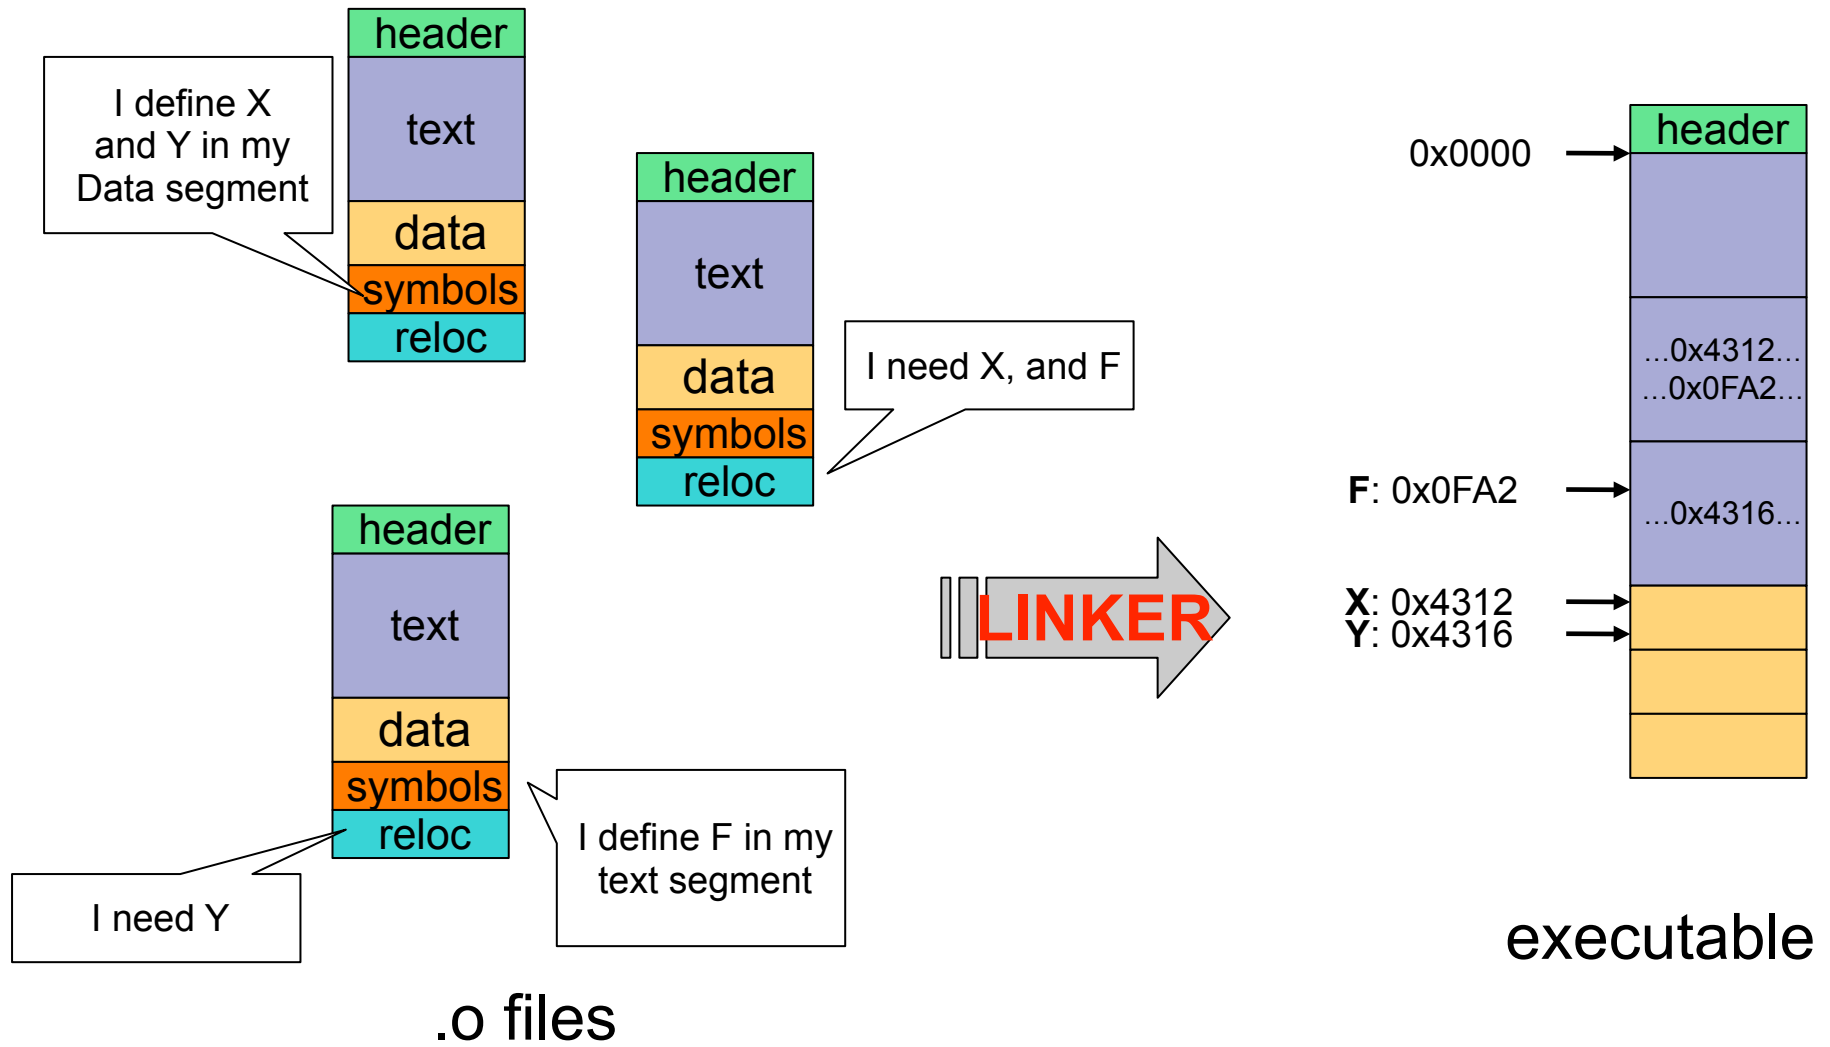 header
text
data
symbols
reloc
I define X
and Y in my
Data segment
header
text
data
symbols
reloc
I need X, and F
header
text
data
symbols
reloc
I need Y
I define F in my
text segment
.o files
LINKER
header
0x0000
...0x4312...
...0x0FA2...
F: 0x0FA2
...0x4316...
X: 0x4312
Y: 0x4316
executable